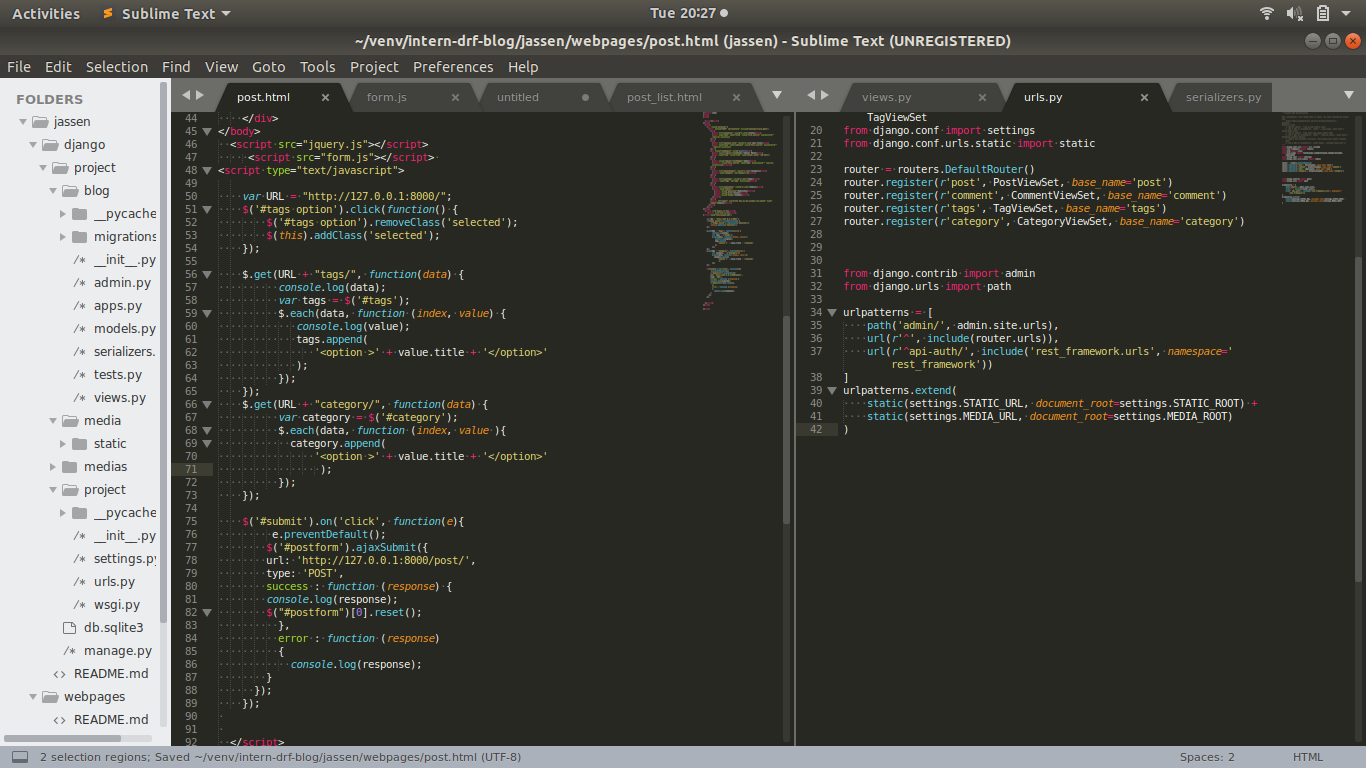 Activities Sublime Text Tue 20:27
~/venv/intern-drf-blog/jassen/webpages/post.html (jassen) - Sublime Text (UNREGISTERED)
File Edit Selection Find View Goto Tools Project Preferences Help
FOLDERS
jassen
django
project
blog
__pycache
migrations
/* __init__.py
/* admin.py
/* apps.py
/* models.py
/* serializers.
/* tests.py
/* views.py
media
static
medias
project
__pycache
/* __init__.py
/* settings.py
/* urls.py
/* wsgi.py
db.sqlite3
/* manage.py
<> README.md
webpages
<> README.md
post.html × form.js × untitled post_list.html ×
44 </div>
45 </body>
46 <script src="jquery.js"></script>
47 <script src="form.js"></script>
48 <script type="text/javascript">
49
50 var URL = "http://127.0.0.1:8000/";
51 $('#tags option').click(function() {
52 $('#tags option').removeClass('selected');
53 $(this).addClass('selected');
54 });
55
56 $.get(URL + "tags/", function(data) {
57 console.log(data);
58 var tags = $('#tags');
59 $.each(data, function (index, value) {
60 console.log(value);
61 tags.append(
62 '<option >' + value.title + '</option>'
63 );
64 });
65 });
66 $.get(URL + "category/", function(data) {
67 var category = $('#category');
68 $.each(data, function (index, value ){
69 category.append(
70 '<option >' + value.title + '</option>'
71 );
72 });
73 });
74
75 $('#submit').on('click', function(e){
76 e.preventDefault();
77 $('#postform').ajaxSubmit({
78 url: 'http://127.0.0.1:8000/post/',
79 type: 'POST',
80 success : function (response) {
81 console.log(response);
82 $("#postform")[0].reset();
83 },
84 error : function (response)
85 {
86 console.log(response);
87 }
88 });
89 });
90
91
92 </script>
views.py × urls.py × serializers.py
TagViewSet
20 from django.conf import settings
21 from django.conf.urls.static import static
22
23 router = routers.DefaultRouter()
24 router.register(r'post', PostViewSet, base_name='post')
25 router.register(r'comment', CommentViewSet, base_name='comment')
26 router.register(r'tags', TagViewSet, base_name='tags')
27 router.register(r'category', CategoryViewSet, base_name='category')
28
29
30
31 from django.contrib import admin
32 from django.urls import path
33
34 urlpatterns = [
35 path('admin/', admin.site.urls),
36 url(r'^', include(router.urls)),
37 url(r'^api-auth/', include('rest_framework.urls', namespace='
rest_framework'))
38 ]
39 urlpatterns.extend(
40 static(settings.STATIC_URL, document_root=settings.STATIC_ROOT) +
41 static(settings.MEDIA_URL, document_root=settings.MEDIA_ROOT)
42 )
2 selection regions; Saved ~/venv/intern-drf-blog/jassen/webpages/post.html (UTF-8) Spaces: 2 HTML